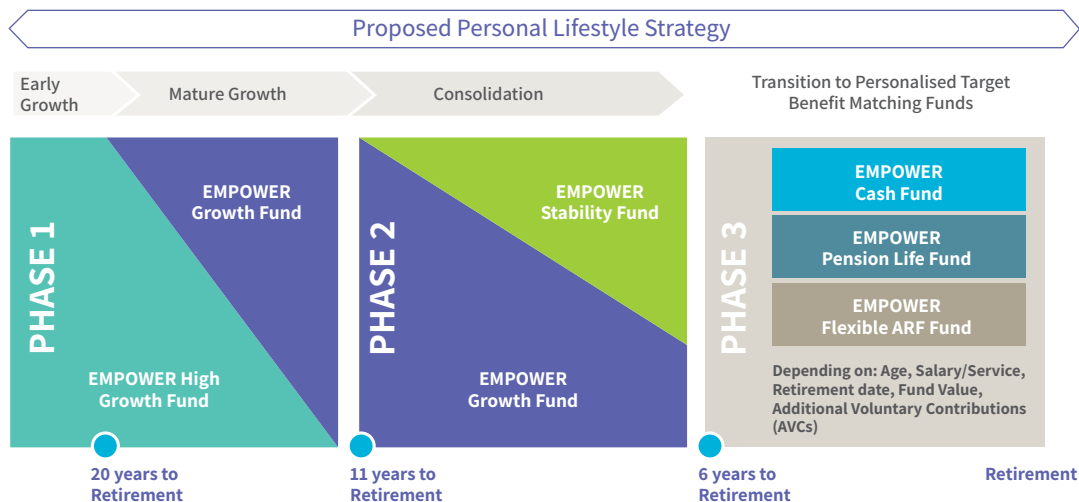 Proposed Personal Lifestyle Strategy
Early
Growth
Mature Growth
Consolidation
Transition to Personalised Target
Benefit Matching Funds
PHASE 1
EMPOWER
Growth Fund
EMPOWER High
Growth Fund
PHASE 2
EMPOWER
Stability Fund
EMPOWER
Growth Fund
PHASE 3
EMPOWER
Cash Fund
EMPOWER
Pension Life Fund
EMPOWER
Flexible ARF Fund
Depending on: Age, Salary/Service,
Retirement date, Fund Value,
Additional Voluntary Contributions
(AVCs)
20 years to
Retirement
11 years to
Retirement
6 years to
Retirement
Retirement